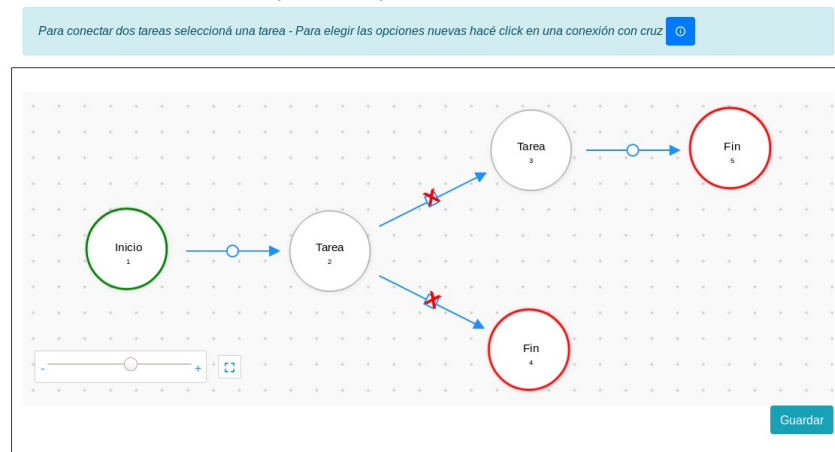 Para conectar dos tareas seleccioná una tarea - Para elegir las opciones nuevas hacé click en una conexión con cruz
Tarea
3
Fin
5
Inicio
1
Tarea
2
Fin
4
- +
Guardar